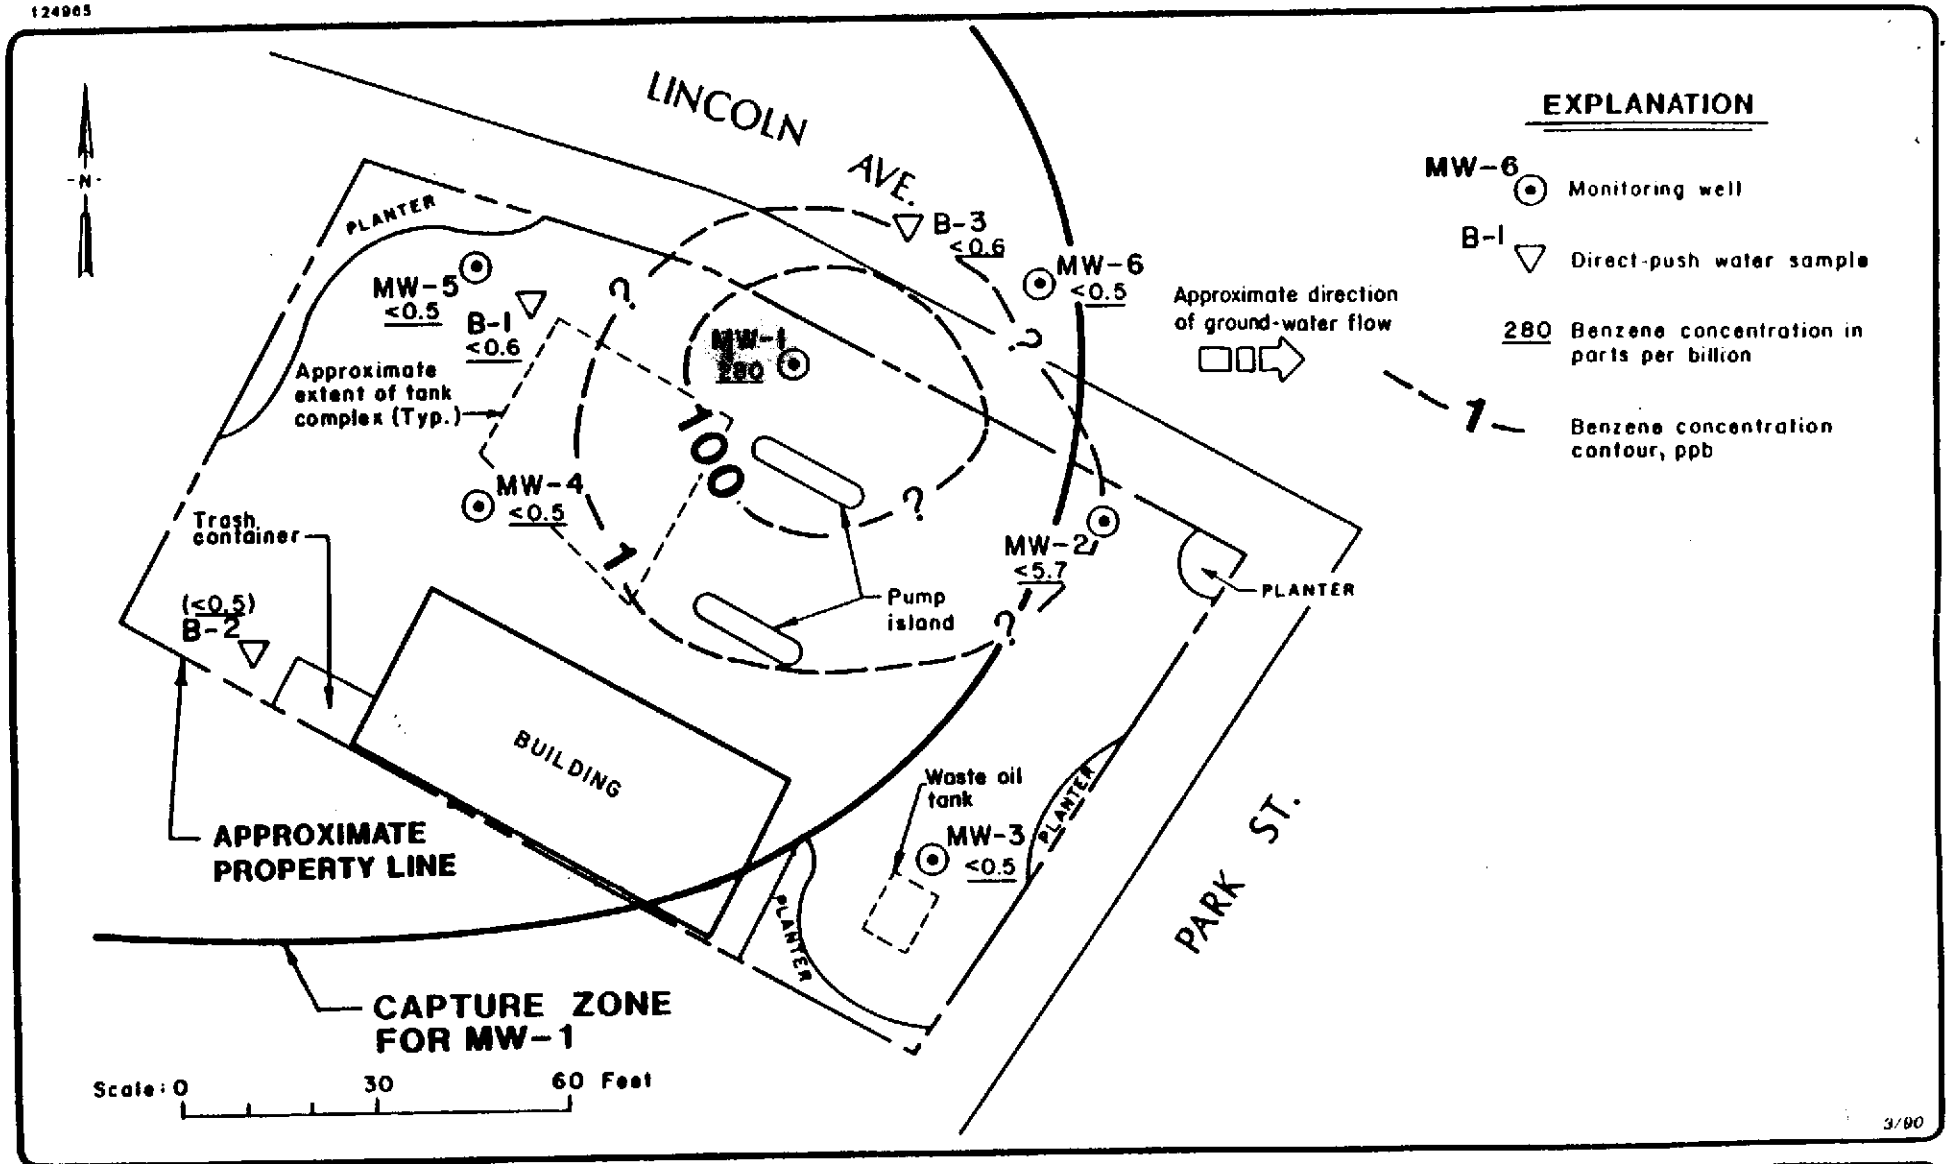 124965
LINCOLN
AVE.
EXPLANATION
MW-6
Monitoring well
B-1
Direct-push water sample
280 Benzene concentration in
parts per billion
1
Benzene concentration
contour, ppb
-N-
PLANTER
B-3
<0.6
MW-6
<0.5
Approximate direction
of ground-water flow
MW-5
<0.5
B-1
<0.6
?
?
MW-1
280
Approximate
extent of tank
complex (Typ.)
100
?
MW-4
<0.5
Trash
container
1
MW-2
<5.7
PLANTER
(<0.5)
B-2
Pump
island
?
BUILDING
Waste oil
tank
PLANTER
MW-3
<0.5
APPROXIMATE
PROPERTY LINE
PLANTER
PARK ST.
CAPTURE ZONE
FOR MW-1
Scale: 0 30 60 Feet
3/90